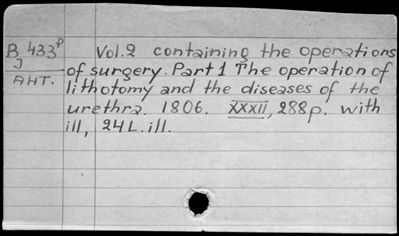 B 433ᵖ Vol.2 containing the operations
J
AHT. of surgery. Part 1 The operation of
lithotomy and the diseases of the
urethra. 1806. XXXII, 288p. with
ill, 24L.ill.